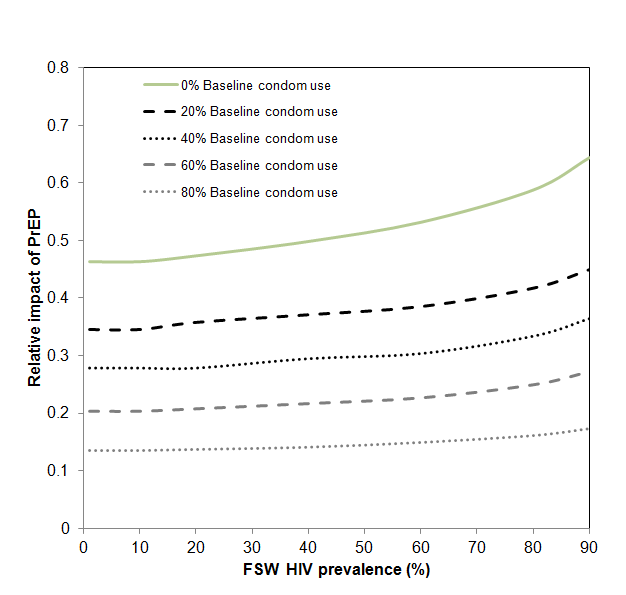 0.8
0.7
0.6
0.5
0.4
0.3
0.2
0.1
0
Relative impact of PrEP
0% Baseline condom use
20% Baseline condom use
40% Baseline condom use
60% Baseline condom use
80% Baseline condom use
0 10 20 30 40 50 60 70 80 90
FSW HIV prevalence (%)